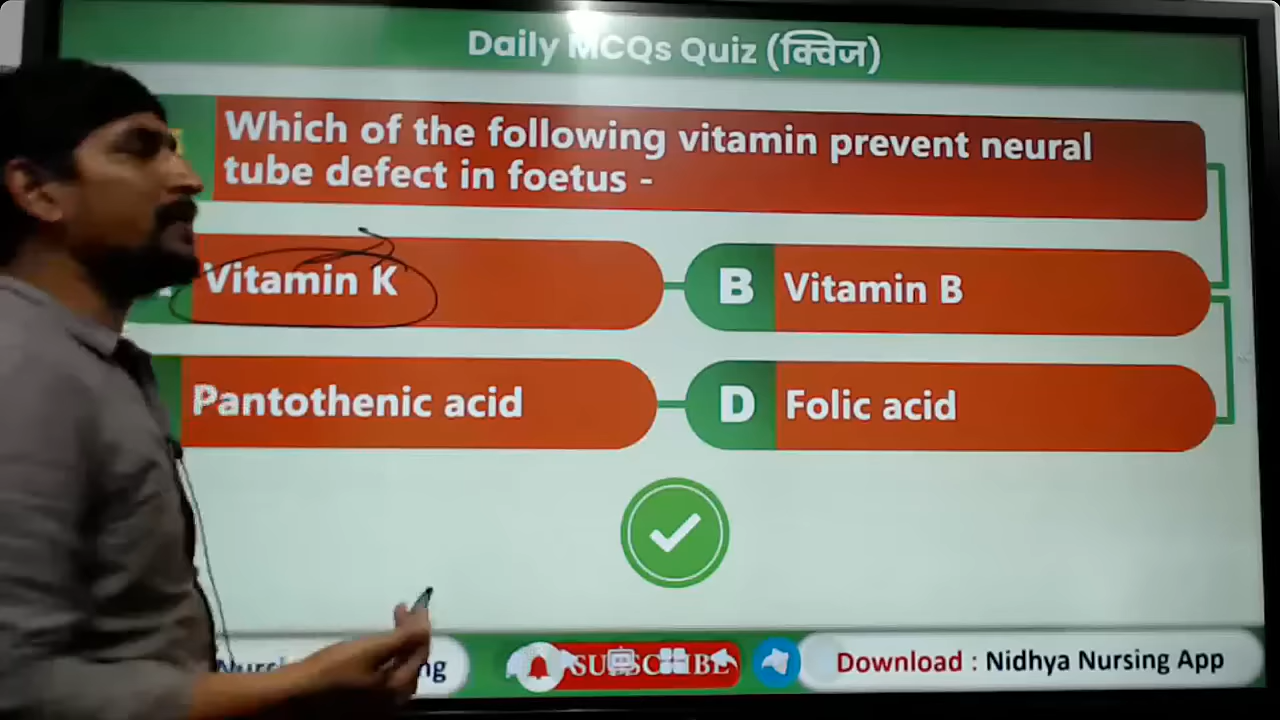 Daily MCQs Quiz (क्विज)
Which of the following vitamin prevent neural
tube defect in foetus -
Vitamin K
B Vitamin B
Pantothenic acid
D Folic acid
SUBSCRIBE
Download : Nidhya Nursing App